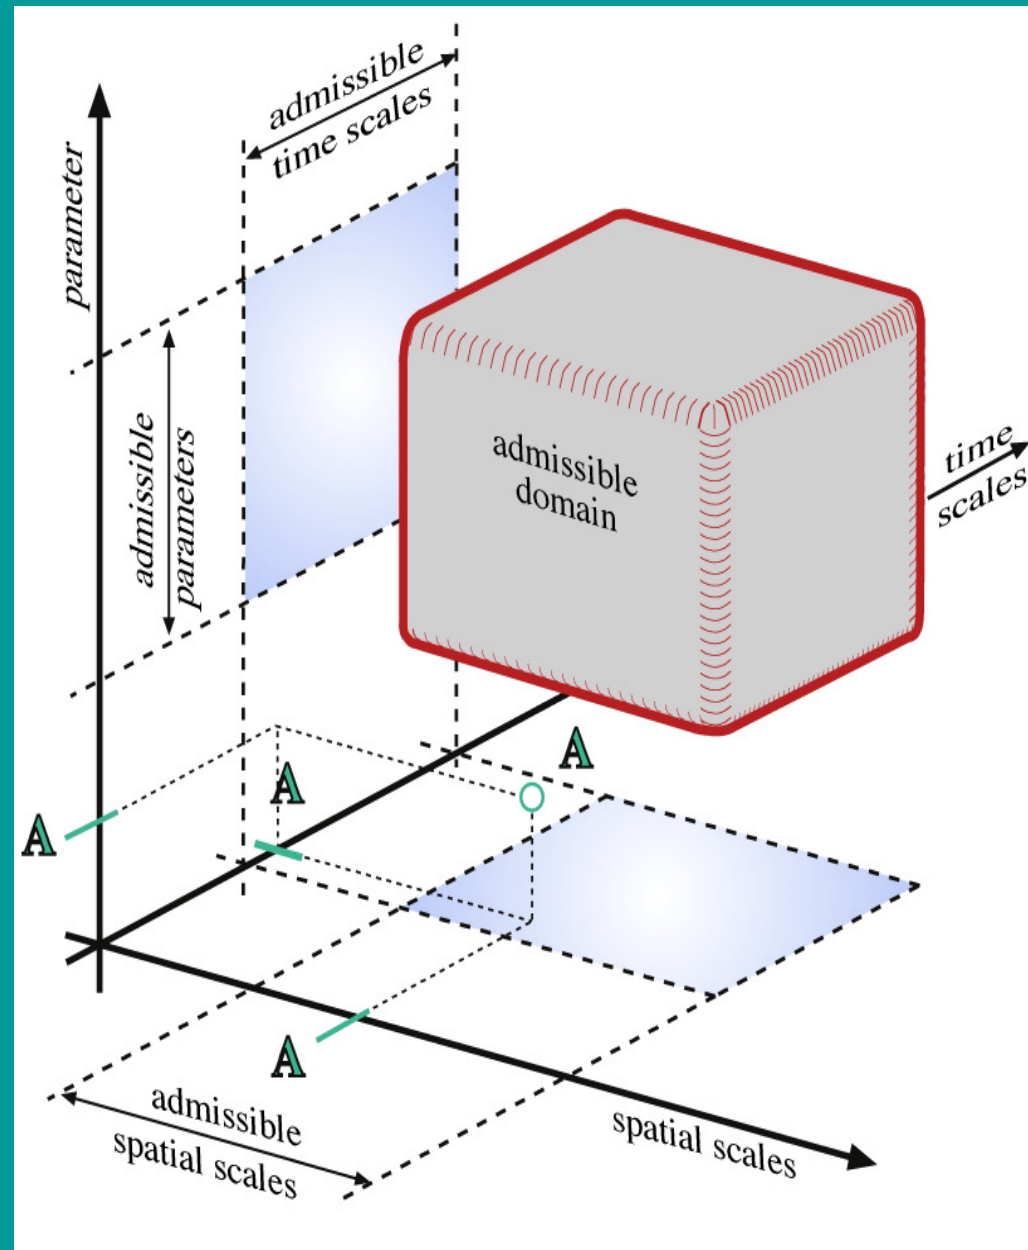 admissible
time scales
parameter
admissible
parameters
admissible
domain
time
scales
A
A
A
A
admissible
spatial scales
spatial scales